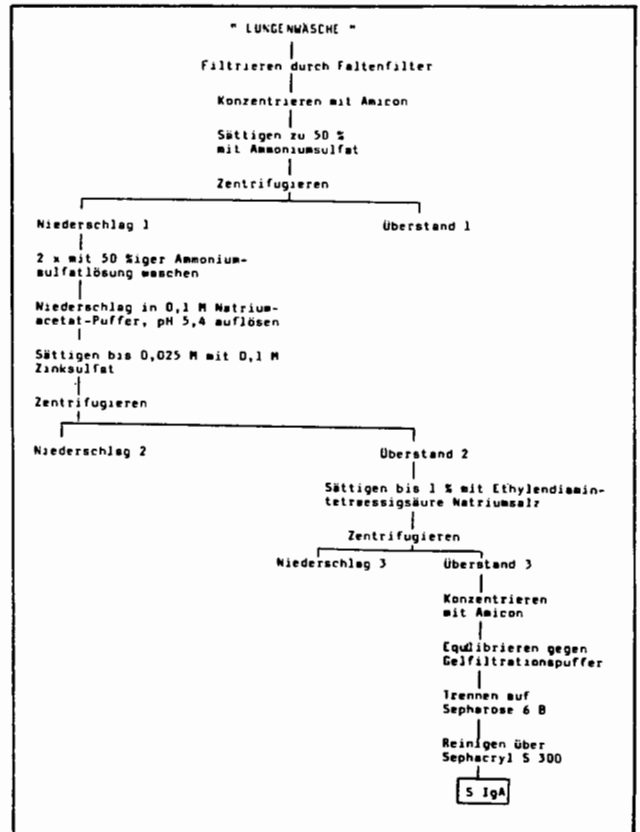 " LUNGENWÄSCHE "
Filtrieren durch Faltenfilter
Konzentrieren mit Amicon
Sättigen zu 50 %
mit Ammoniumsulfat
Zentrifugieren
Niederschlag 1
Überstand 1
2 x mit 50 %iger Ammonium-
sulfatlösung waschen
Niederschlag in 0,1 M Natrium-
acetat-Puffer, pH 5,4 auflösen
Sättigen bis 0,025 M mit 0,1 M
Zinksulfat
Zentrifugieren
Niederschlag 2
Überstand 2
Sättigen bis 1 % mit Ethylendiamin-
tetraessigsäure Natriumsalz
Zentrifugieren
Niederschlag 3
Überstand 3
Konzentrieren
mit Amicon
Equilibrieren gegen
Gelfiltrationspuffer
Trennen auf
Sepharose 6 B
Reinigen über
Sephacryl S 300
S IgA